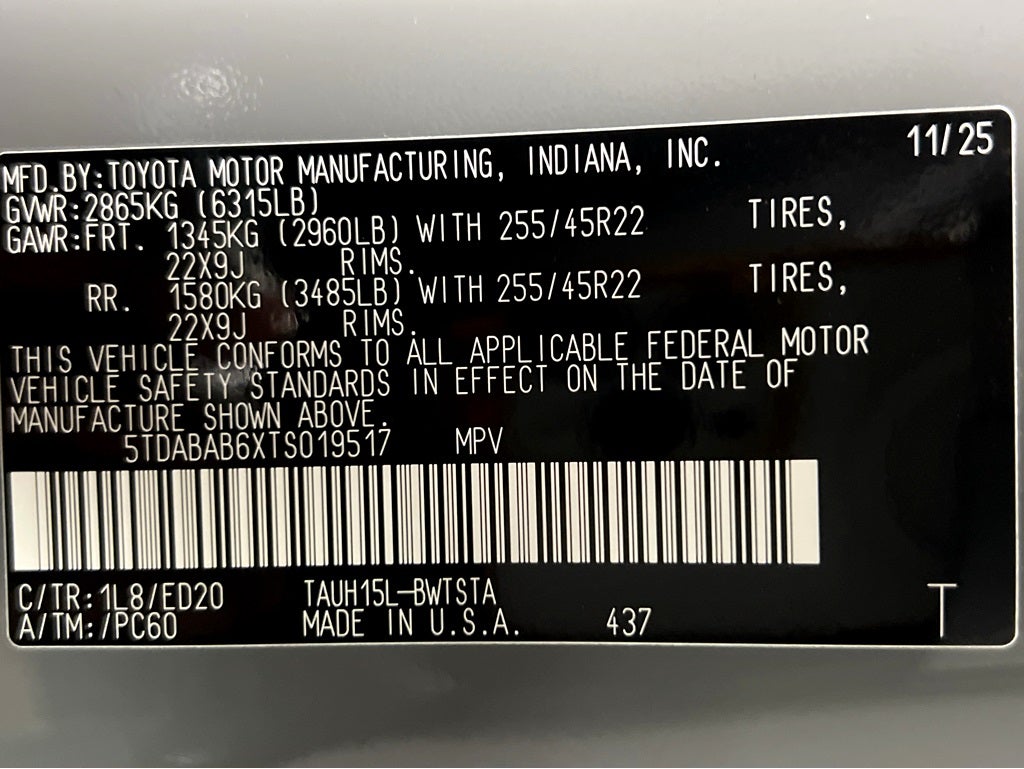 11/25
MFD.BY:TOYOTA MOTOR MANUFACTURING, INDIANA, INC.
GVWR:2865KG (6315LB)
GAWR:FRT. 1345KG (2960LB) WITH 255/45R22 TIRES,
22X9J RIMS.
RR. 1580KG (3485LB) WITH 255/45R22 TIRES,
22X9J RIMS.
THIS VEHICLE CONFORMS TO ALL APPLICABLE FEDERAL MOTOR
VEHICLE SAFETY STANDARDS IN EFFECT ON THE DATE OF
MANUFACTURE SHOWN ABOVE.
5TDABAB6XTS019517 MPV
C/TR:1L8/ED20 TAUH15L-BWTSTA
A/TM:/PC60 MADE IN U.S.A. 437 T